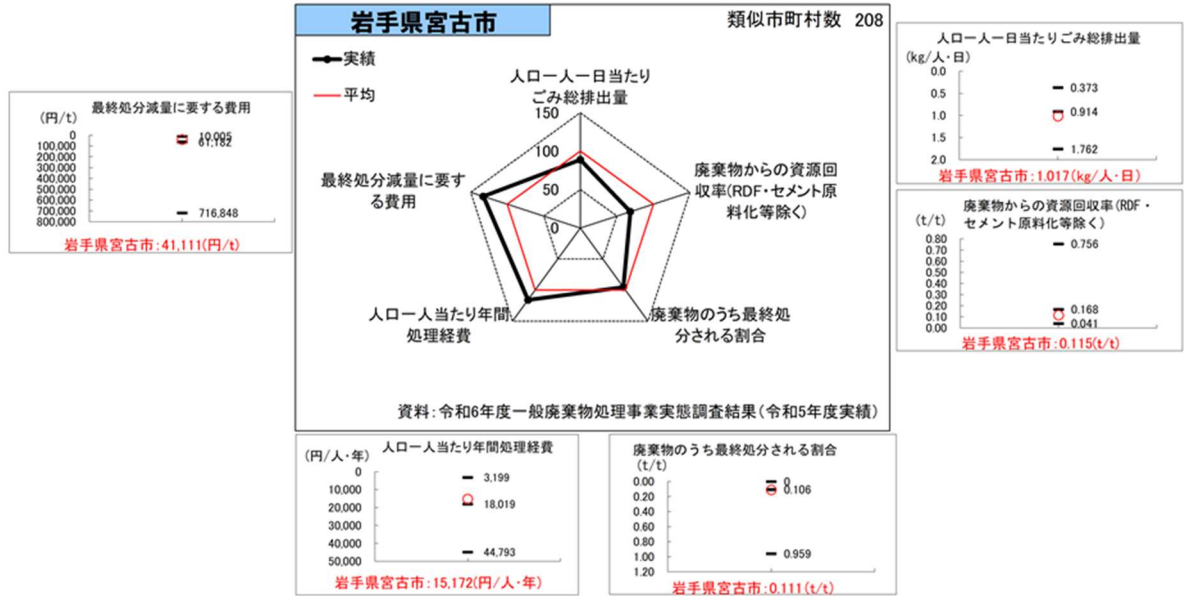 岩手県宮古市
類似市町村数 208
実績
平均
人口一人一日当たり
ごみ総排出量
150
100
50
0
廃棄物からの資源回
収率(RDF・セメント原
料化等除く)
廃棄物のうち最終処
分される割合
人口一人当たり年間
処理経費
最終処分減量に要す
る費用
資料:令和6年度一般廃棄物処理事業実態調査結果(令和5年度実績)
最終処分減量に要する費用
(円/t)
0
100,000
200,000
300,000
400,000
500,000
600,000
700,000
800,000
10,005
61,182
716,848
岩手県宮古市:41,111(円/t)
人口一人一日当たりごみ総排出量
(kg/人・日)
0.0
0.5
1.0
1.5
2.0
0.373
0.914
1.762
岩手県宮古市:1.017(kg/人・日)
廃棄物からの資源回収率(RDF・
セメント原料化等除く)
(t/t)
0.80
0.70
0.60
0.50
0.40
0.30
0.20
0.10
0.00
0.756
0.168
0.041
岩手県宮古市:0.115(t/t)
人口一人当たり年間処理経費
(円/人・年)
0
10,000
20,000
30,000
40,000
50,000
3,199
18,019
44,793
岩手県宮古市:15,172(円/人・年)
廃棄物のうち最終処分される割合
(t/t)
0.00
0.20
0.40
0.60
0.80
1.00
1.20
0
0.106
0.959
岩手県宮古市:0.111(t/t)